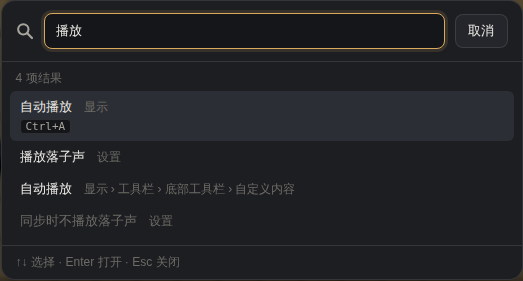 播放 取消
4 项结果
自动播放 显示
Ctrl+A
播放落子声 设置
自动播放 显示 › 工具栏 › 底部工具栏 › 自定义内容
同步时不播放落子声 设置
↑↓ 选择 · Enter 打开 · Esc 关闭